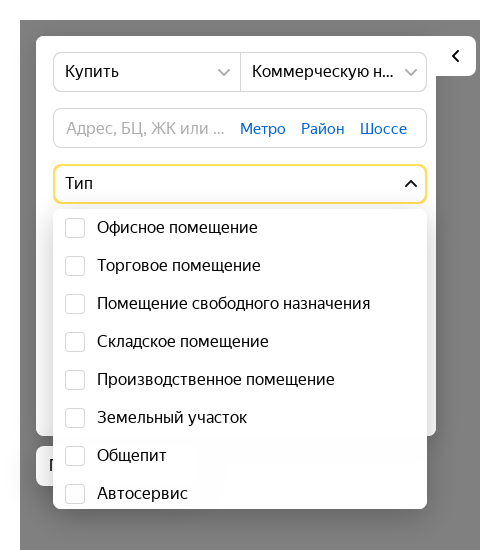 Купить
Коммерческую н...
Адрес, БЦ, ЖК или ... Метро Район Шоссе
Тип
Офисное помещение
Торговое помещение
Помещение свободного назначения
Складское помещение
Производственное помещение
Земельный участок
Общепит
Автосервис